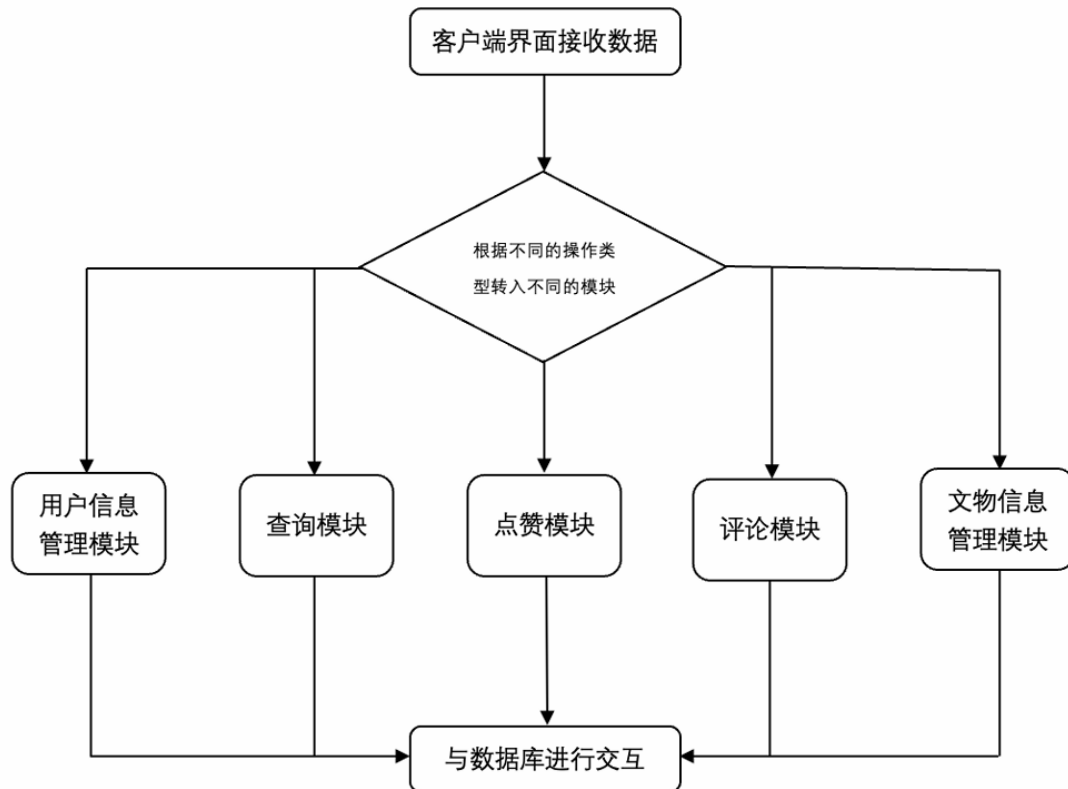 客户端界面接收数据
根据不同的操作类
型转入不同的模块
用户信息
管理模块
查询模块
点赞模块
评论模块
文物信息
管理模块
与数据库进行交互